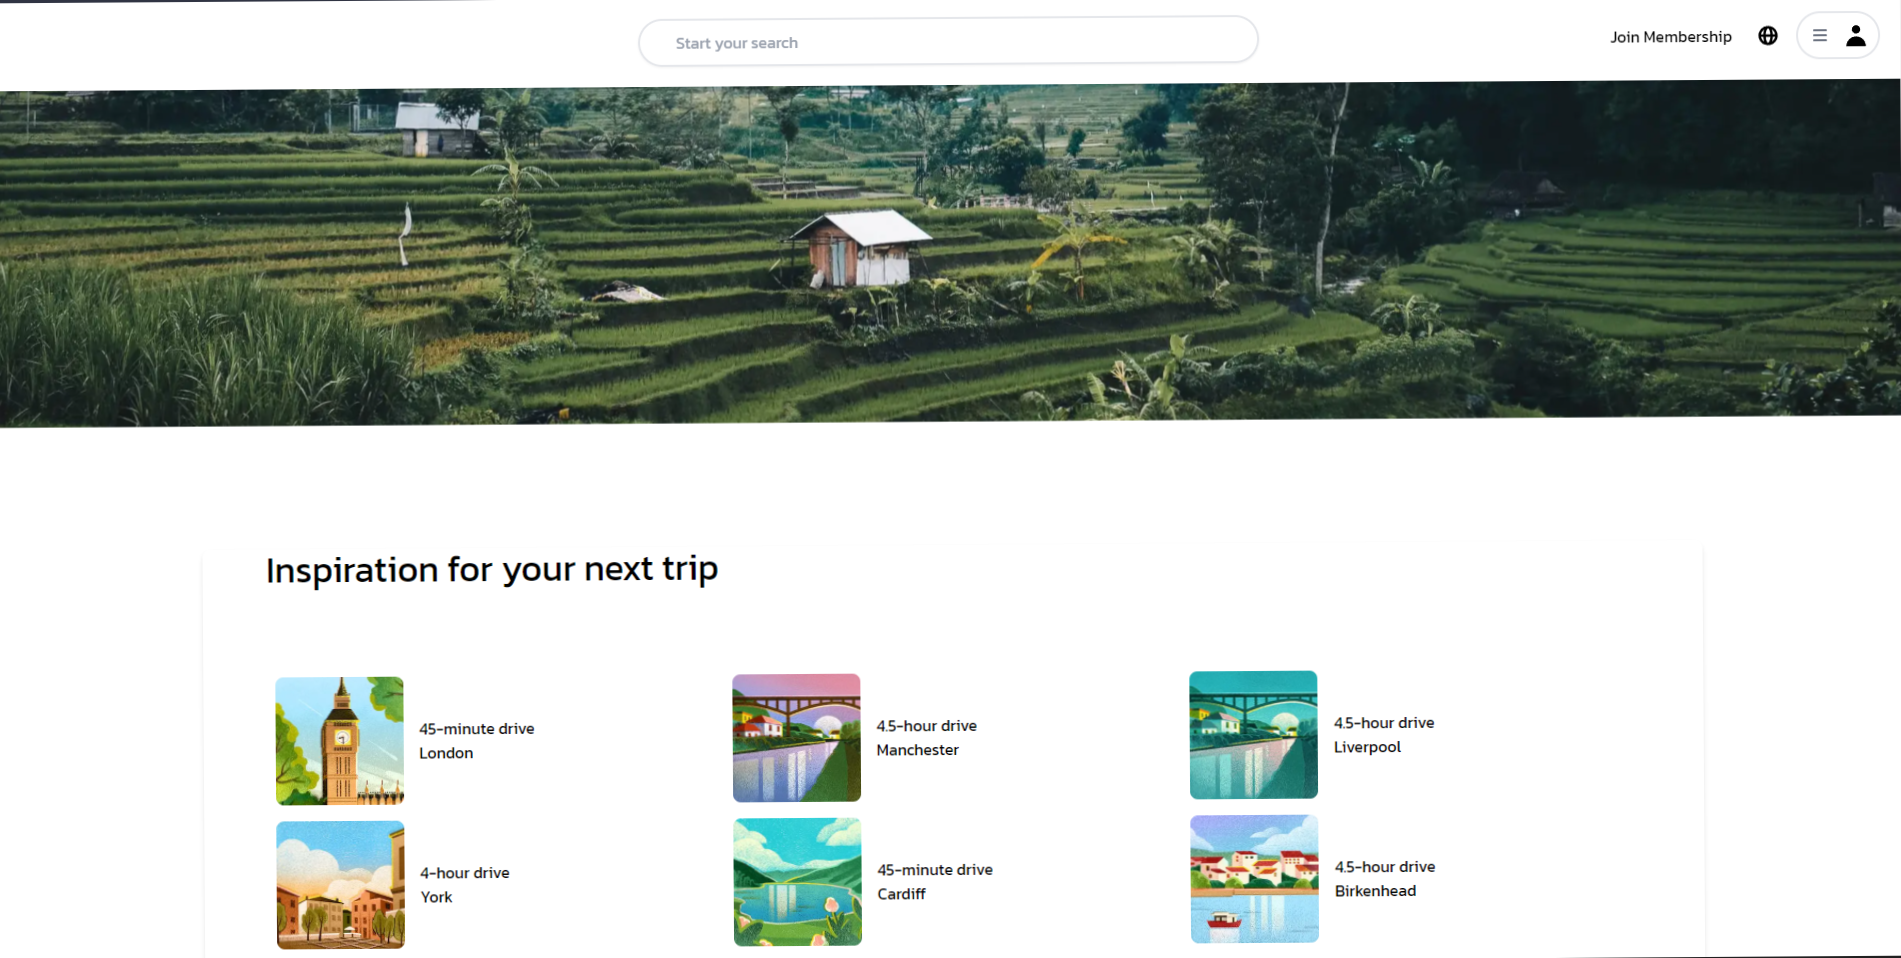 Start your search
Join Membership
Inspiration for your next trip
45-minute drive
London
4.5-hour drive
Manchester
4.5-hour drive
Liverpool
4-hour drive
York
45-minute drive
Cardiff
4.5-hour drive
Birkenhead